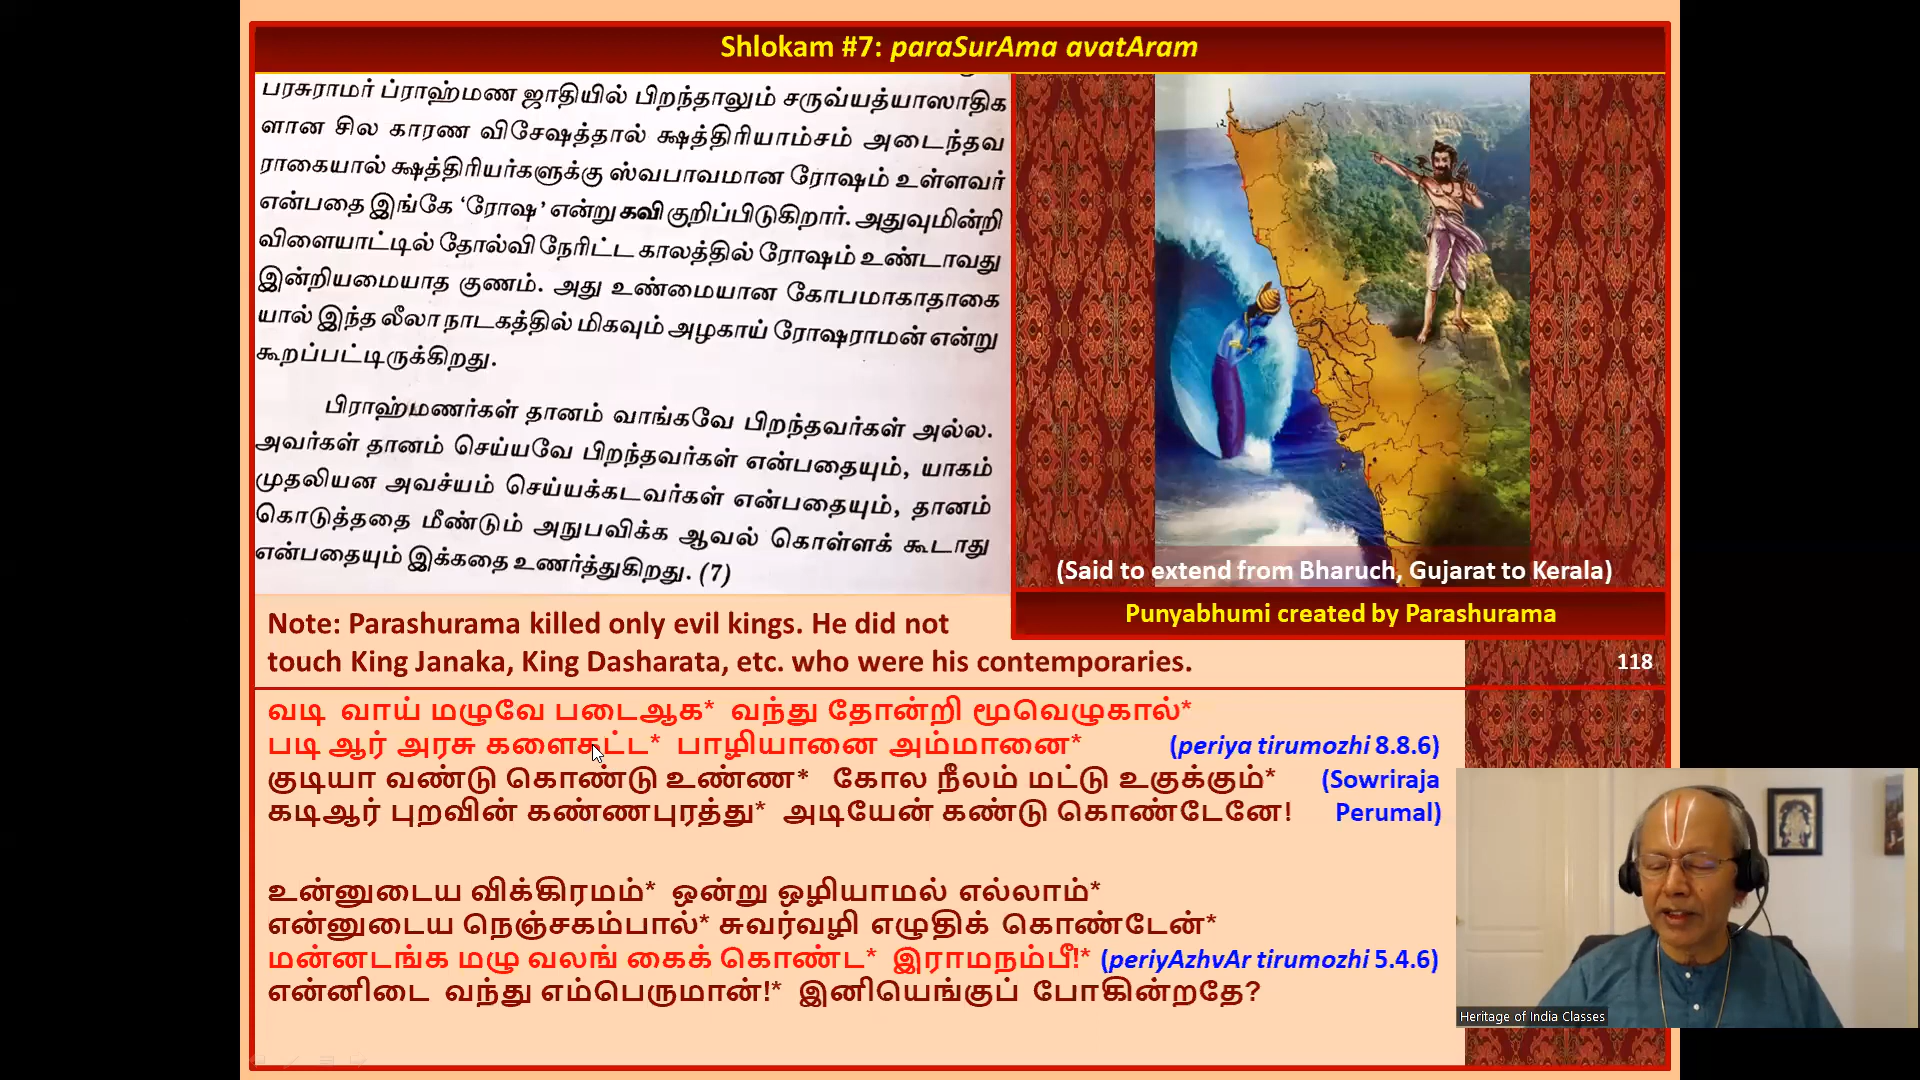 Shlokam #7: paraSurAma avatAram
பரசுராமர் ப்ராஹ்மண ஜாதியில் பிறந்தாலும் சருவ்யத்யாஸாதிக
ளான சில காரண விசேஷத்தால் க்ஷத்திரியாம்சம் அடைந்தவ
ராகையால் க்ஷத்திரியர்களுக்கு ஸ்வபாவமான ரோஷம் உள்ளவர்
என்பதை இங்கே ‘ரோஷ’ என்று கவி குறிப்பிடுகிறார். அதுவுமின்றி
விளையாட்டில் தோல்வி நேரிட்ட காலத்தில் ரோஷம் உண்டாவது
இன்றியமையாத குணம். அது உண்மையான கோபமாகாதாகை
யால் இந்த லீலா நாடகத்தில் மிகவும் அழகாய் ரோஷராமன் என்று
கூறப்பட்டிருக்கிறது.
பிராஹ்மணர்கள் தானம் வாங்கவே பிறந்தவர்கள் அல்ல.
அவர்கள் தானம் செய்யவே பிறந்தவர்கள் என்பதையும், யாகம்
முதலியன அவச்யம் செய்யக்கடவர்கள் என்பதையும், தானம்
கொடுத்ததை மீண்டும் அநுபவிக்க ஆவல் கொள்ளக் கூடாது
என்பதையும் இக்கதை உணர்த்துகிறது. (7)
(Said to extend from Bharuch, Gujarat to Kerala)
Punyabhumi created by Parashurama
Note: Parashurama killed only evil kings. He did not
touch King Janaka, King Dasharata, etc. who were his contemporaries.
118
வடி வாய் மழுவே படைஆக* வந்து தோன்றி மூவெழுகால்*
படி ஆர் அரசு களைகட்ட* பாழியானை அம்மானை* (periya tirumozhi 8.8.6)
குடியா வண்டு கொண்டு உண்ண* கோல நீலம் மட்டு உகுக்கும்* (Sowriraja
கடிஆர் புறவின் கண்ணபுரத்து* அடியேன் கண்டு கொண்டேனே! Perumal)
உன்னுடைய விக்கிரமம்* ஒன்று ஒழியாமல் எல்லாம்*
என்னுடைய நெஞ்சகம்பால்* சுவர்வழி எழுதிக் கொண்டேன்*
மன்னடங்க மழு வலங் கைக் கொண்ட* இராமநம்பீ!* (periyAzhvAr tirumozhi 5.4.6)
என்னிடை வந்து எம்பெருமான்!* இனியெங்குப் போகின்றதே?
Heritage of India Classes